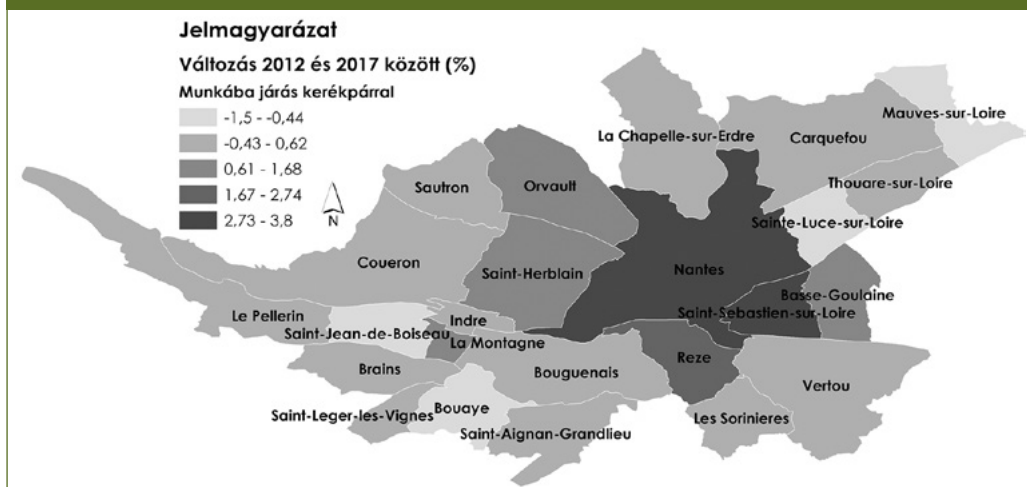 Jelmagyarázat
Változás 2012 és 2017 között (%)
Munkába járás kerékpárral
-1,5 - -0,44
-0,43 - 0,62
0,61 - 1,68
1,67 - 2,74
2,73 - 3,8
N
Mauves-sur-Loire
La Chapelle-sur-Erdre
Carquefou
Thouare-sur-Loire
Sautron
Orvault
Sainte-Luce-sur-Loire
Coueron
Saint-Herblain
Nantes
Basse-Goulaine
Saint-Sebastien-sur-Loire
Le Pellerin
Indre
Saint-Jean-de-Boiseau
La Montagne
Reze
Brains
Bouguenais
Vertou
Saint-Leger-les-Vignes
Bouaye
Les Sorinieres
Saint-Aignan-Grandlieu